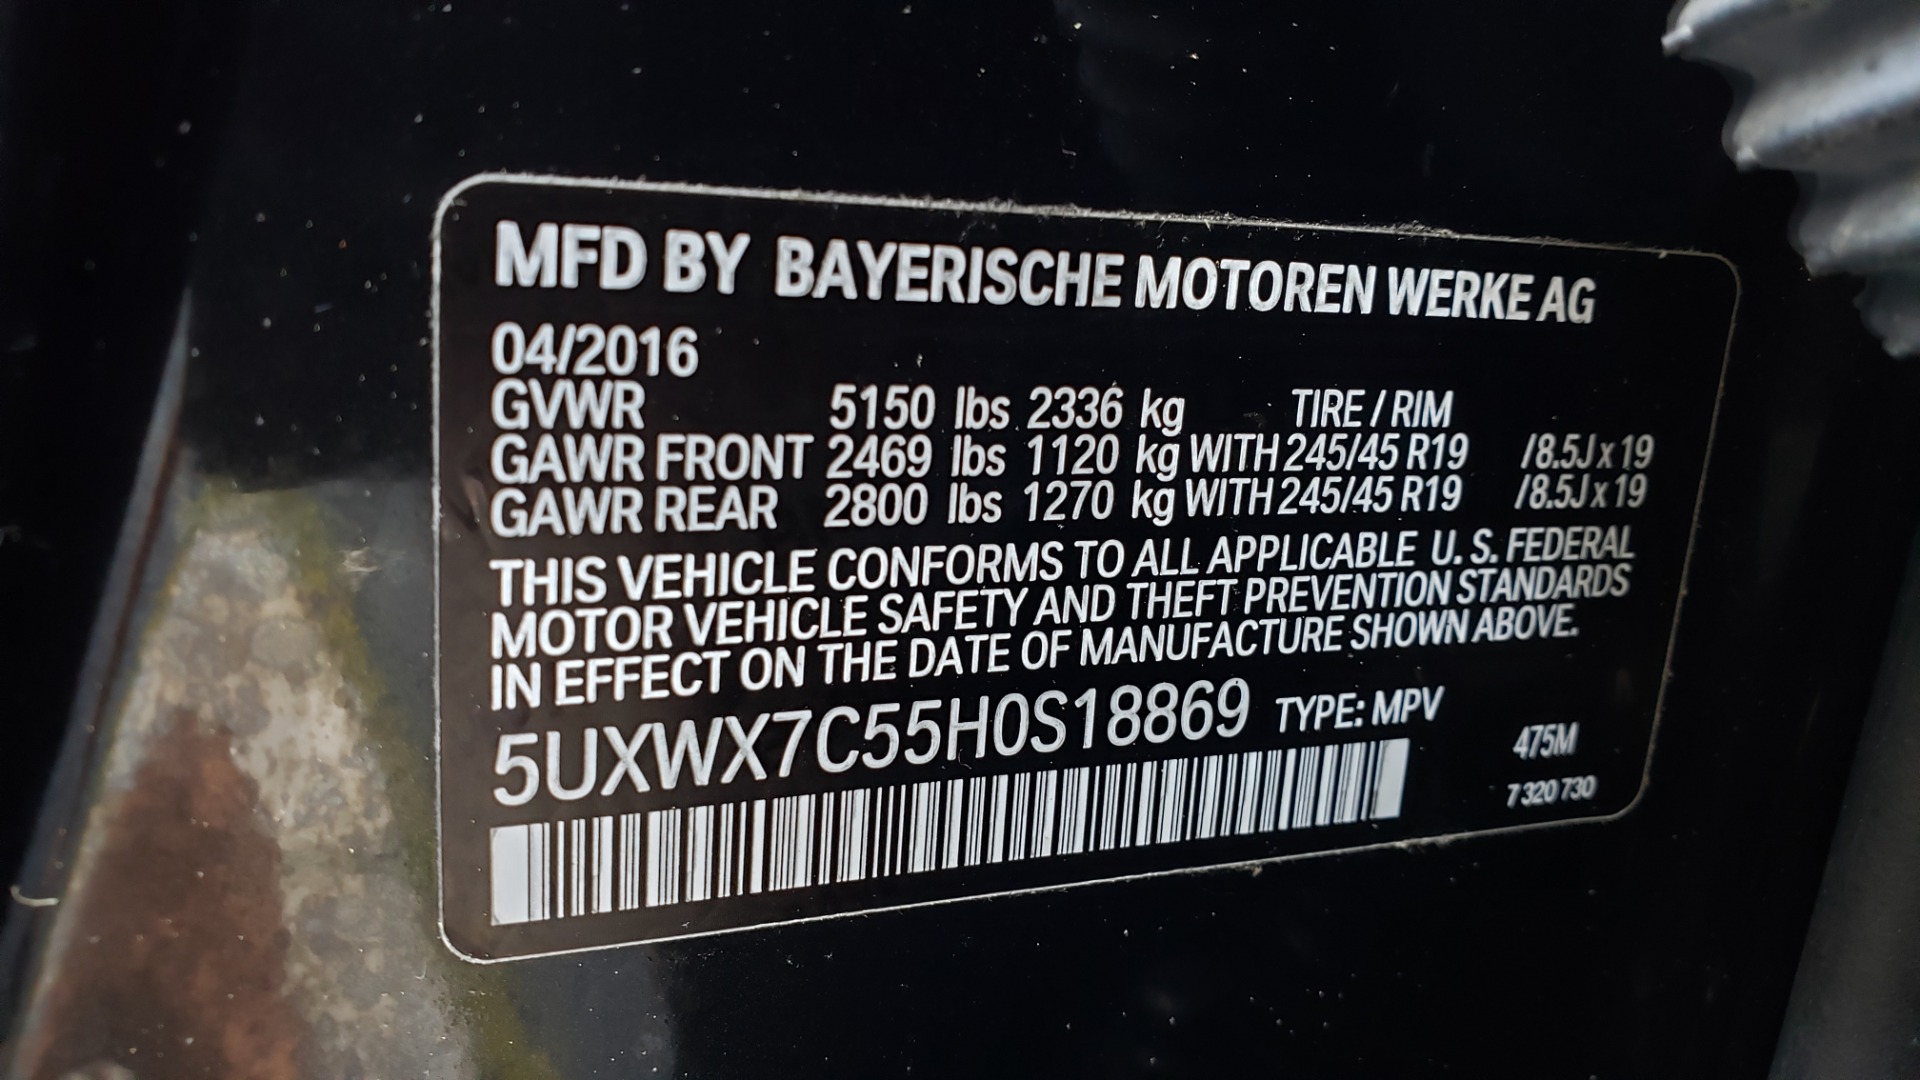 MFD BY BAYERISCHE MOTOREN WERKE AG
04/2016
GVWR 5150 lbs 2336 kg TIRE / RIM
GAWR FRONT 2469 lbs 1120 kg WITH 245/45 R19 /8.5J x 19
GAWR REAR 2800 lbs 1270 kg WITH 245/45 R19 /8.5J x 19
THIS VEHICLE CONFORMS TO ALL APPLICABLE U. S. FEDERAL
MOTOR VEHICLE SAFETY AND THEFT PREVENTION STANDARDS
IN EFFECT ON THE DATE OF MANUFACTURE SHOWN ABOVE.
5UXWX7C55H0S18869 TYPE: MPV
475M
7 320 730